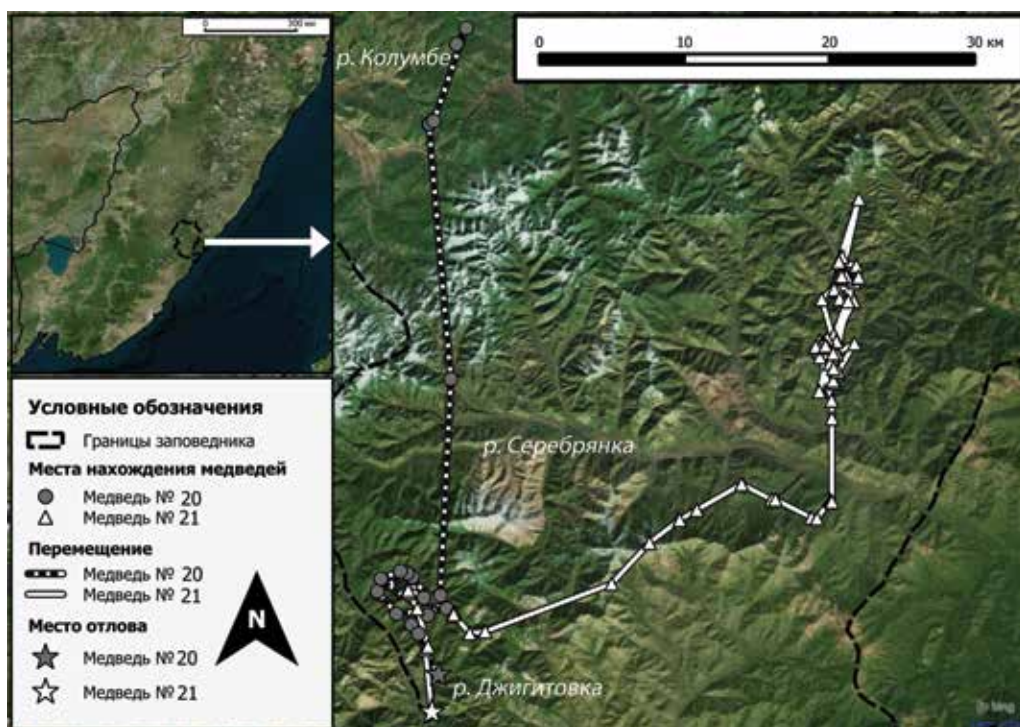 0 200 км
0 10 20 30 км
р. Колумбе
р. Серебрянка
р. Джигитовка
Условные обозначения
Границы заповедника
Места нахождения медведей
Медведь № 20
Медведь № 21
Перемещение
Медведь № 20
Медведь № 21
Место отлова
Медведь № 20
Медведь № 21
N
bing